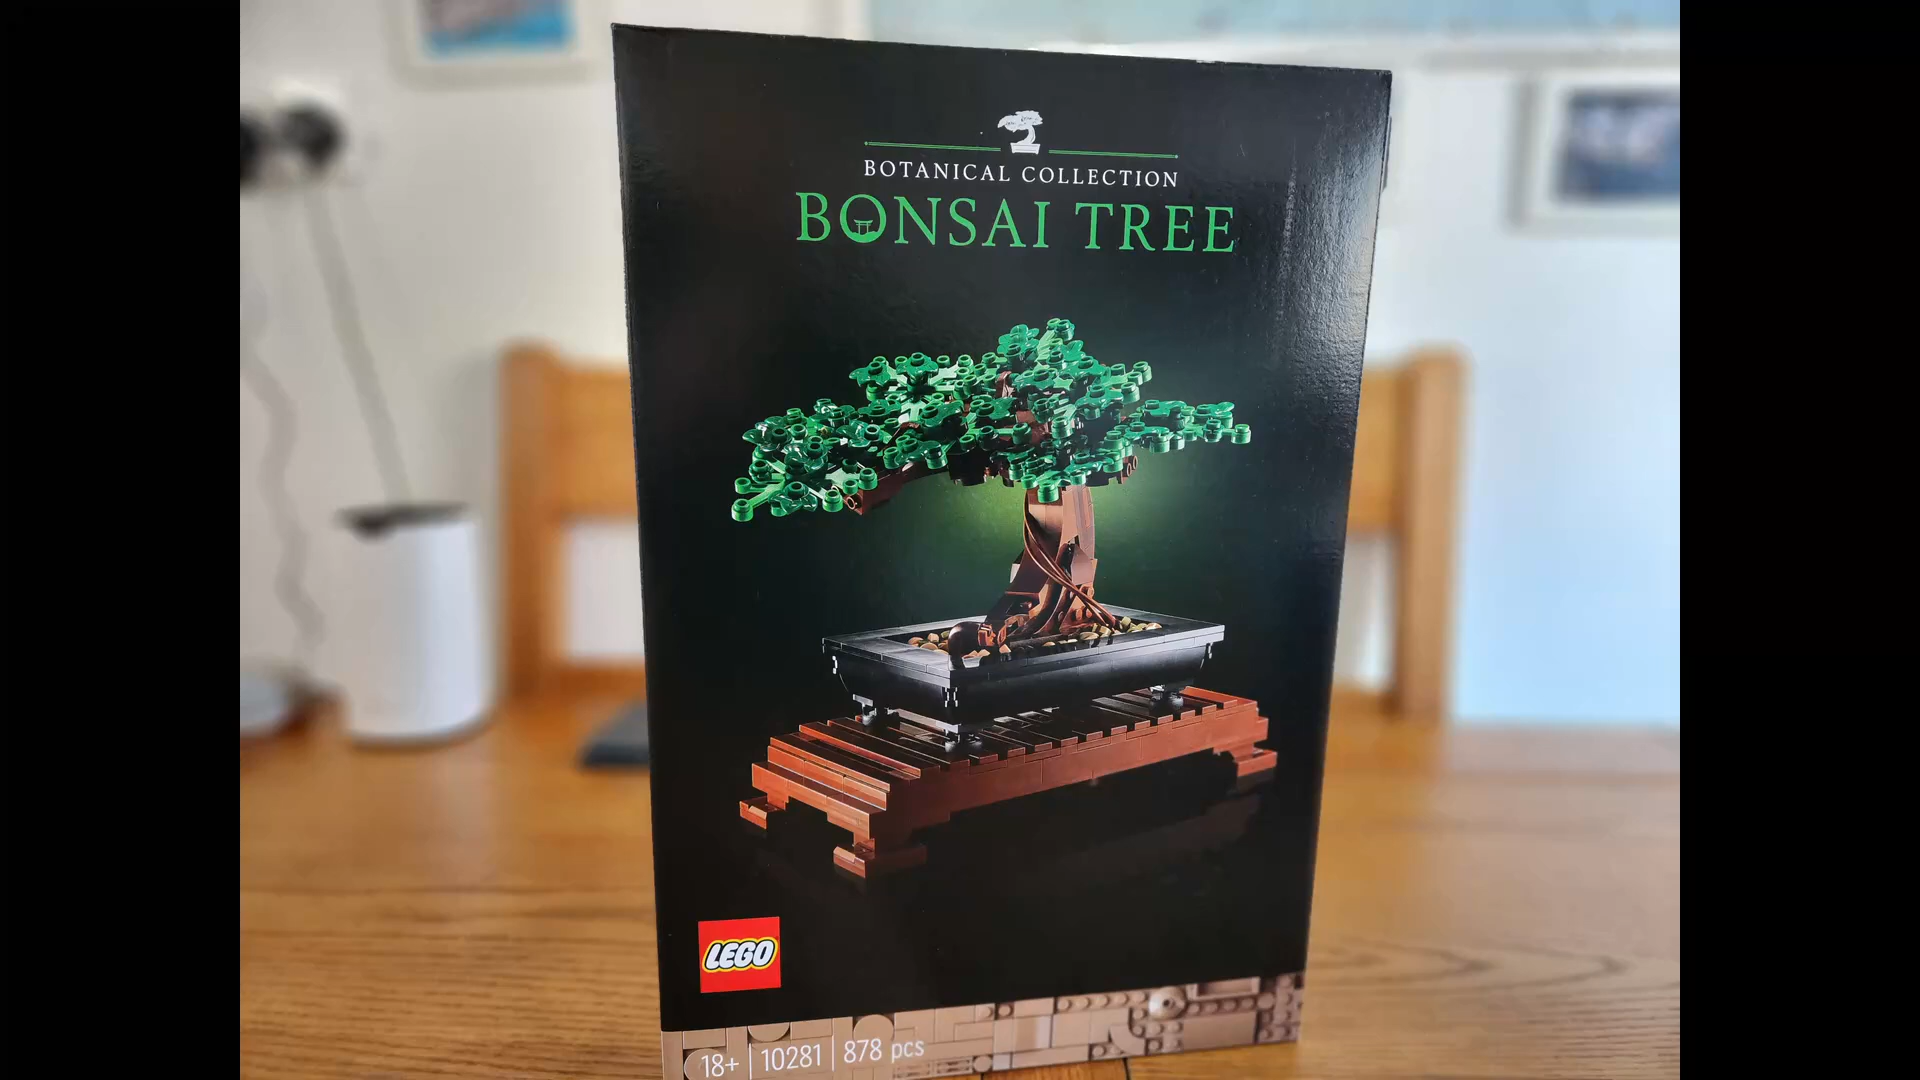 BOTANICAL COLLECTION
BONSAI TREE
LEGO
18+ 10281 878 pcs